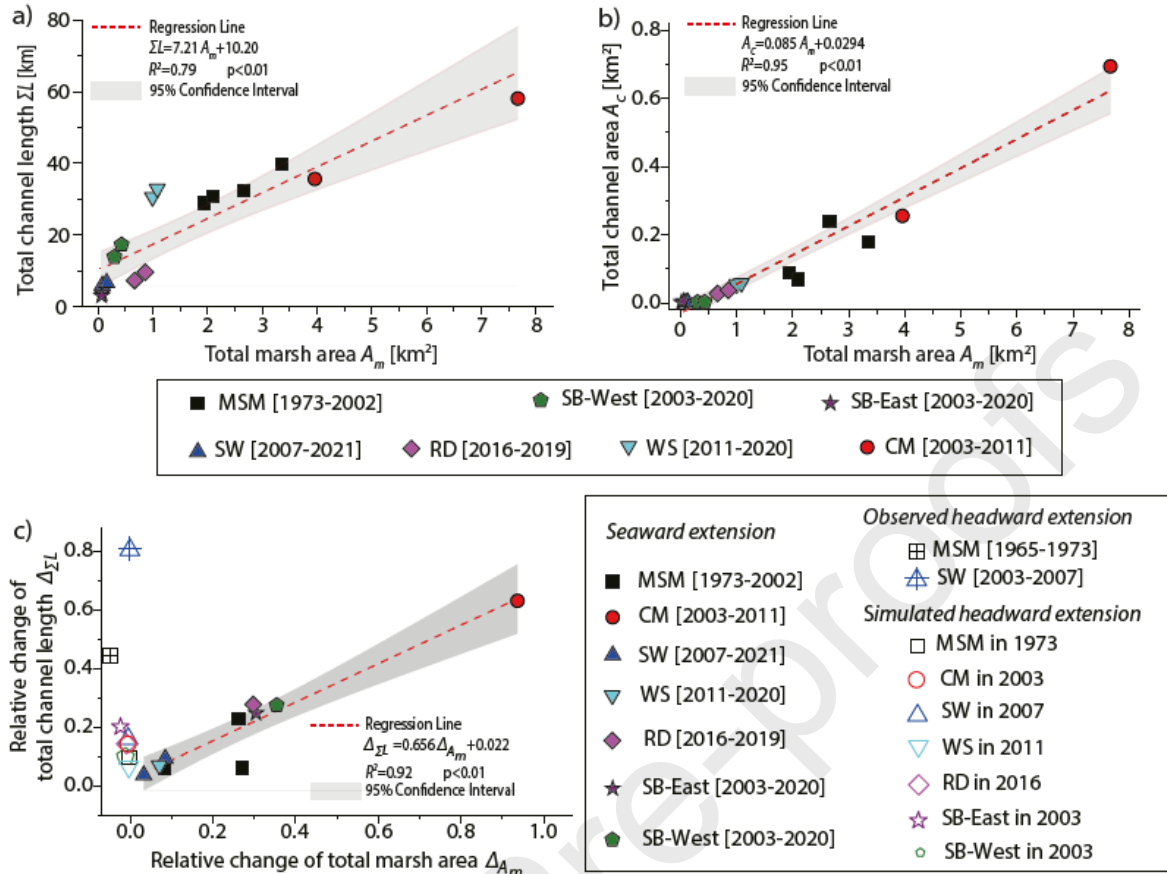 a)
Total channel length ΣL [km]
80
60
40
20
0
Regression Line
ΣL=7.21 Aₘ+10.20
R²=0.79 p<0.01
95% Confidence Interval
0 1 2 3 4 5 6 7 8
Total marsh area Aₘ [km²]
b)
Total channel area A_c [km²]
0.8
0.6
0.4
0.2
0.0
Regression Line
A_c=0.085 Aₘ+0.0294
R²=0.95 p<0.01
95% Confidence Interval
0 1 2 3 4 5 6 7 8
Total marsh area Aₘ [km²]
MSM [1973-2002] SB-West [2003-2020] SB-East [2003-2020]
SW [2007-2021] RD [2016-2019] WS [2011-2020] CM [2003-2011]
c)
Relative change of
total channel length Δ_ΣL
0.8
0.6
0.4
0.2
0.0
Regression Line
Δ_ΣL=0.656 Δ_Aₘ+0.022
R²=0.92 p<0.01
95% Confidence Interval
0.0 0.2 0.4 0.6 0.8 1.0
Relative change of total marsh area Δ_Aₘ
Seaward extension
MSM [1973-2002]
CM [2003-2011]
SW [2007-2021]
WS [2011-2020]
RD [2016-2019]
SB-East [2003-2020]
SB-West [2003-2020]
Observed headward extension
MSM [1965-1973]
SW [2003-2007]
Simulated headward extension
MSM in 1973
CM in 2003
SW in 2007
WS in 2011
RD in 2016
SB-East in 2003
SB-West in 2003
re-proofs